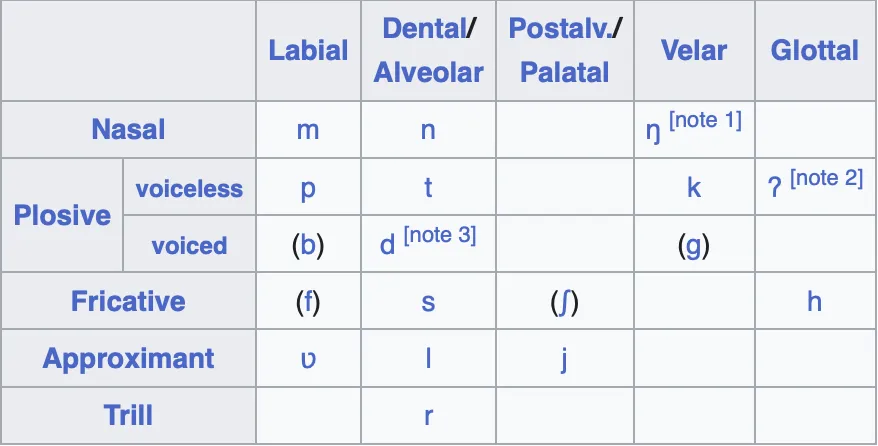 Labial Dental/Alveolar Postalv./Palatal Velar Glottal
Nasal m n ŋ [note 1]
Plosive voiceless p t k ʔ [note 2]
voiced (b) d [note 3] (g)
Fricative (f) s (ʃ) h
Approximant ʋ l j
Trill r